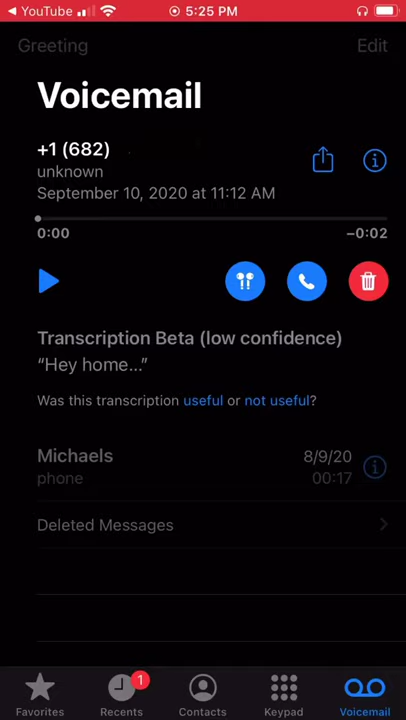 YouTube 5:25 PM
Greeting Edit
Voicemail
+1 (682)
unknown
September 10, 2020 at 11:12 AM
0:00 −0:02
Transcription Beta (low confidence)
“Hey home...”
Was this transcription useful or not useful?
Michaels 8/9/20
phone 00:17
Deleted Messages
1
Favorites Recents Contacts Keypad Voicemail